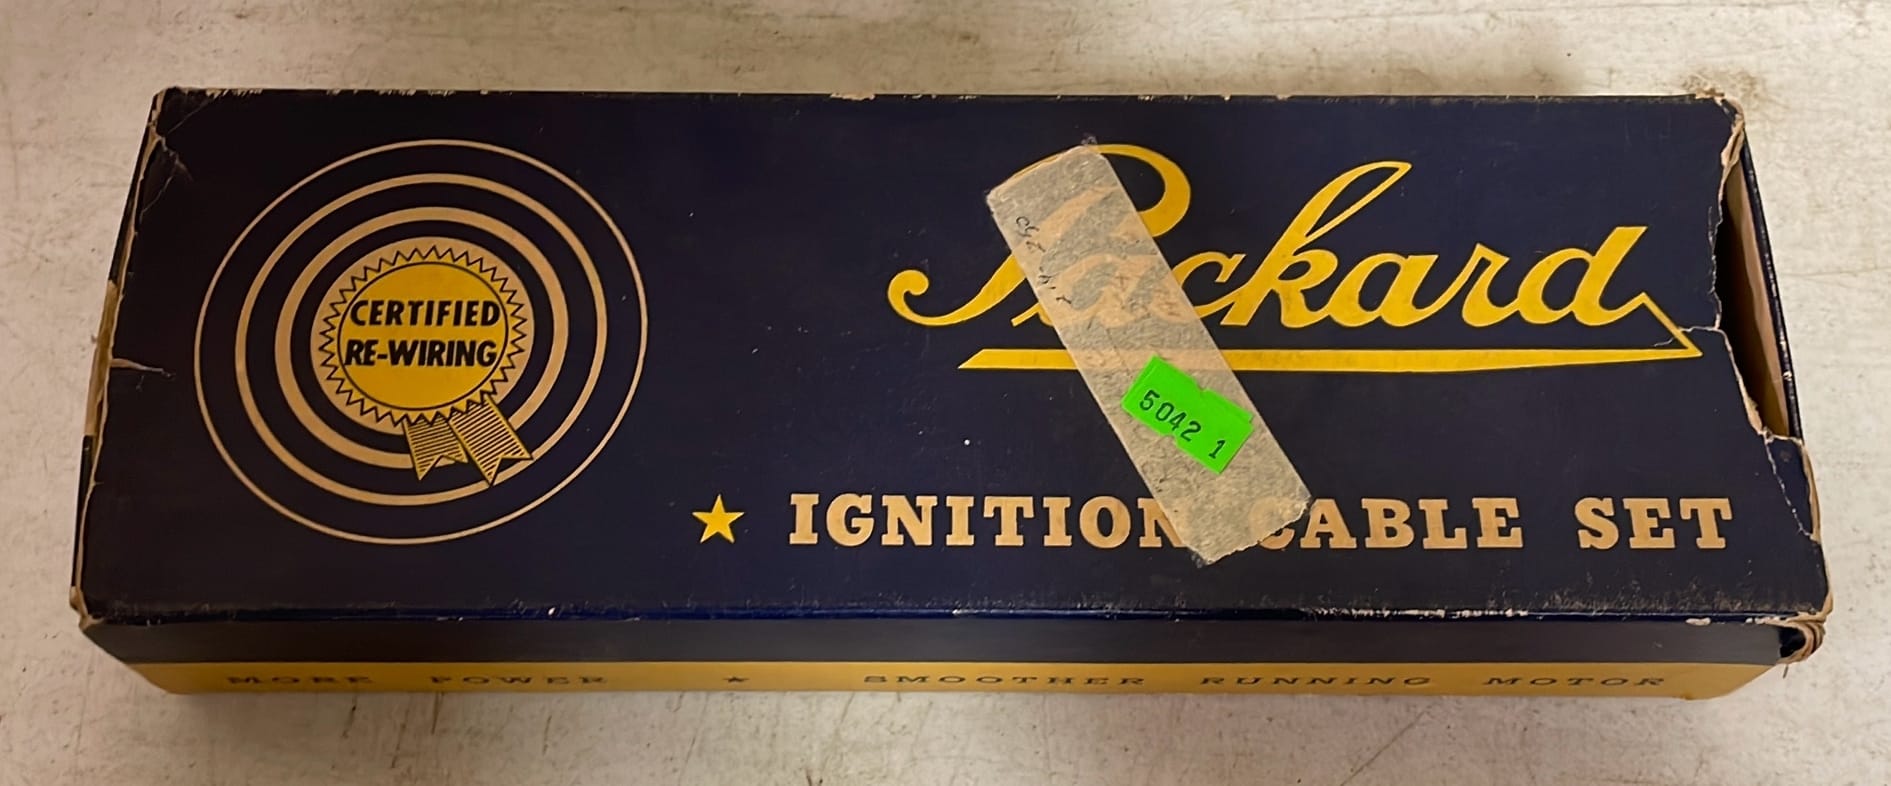 CERTIFIED
RE-WIRING
Packard
5042 1
★ IGNITION CABLE SET
MORE POWER ★ SMOOTHER RUNNING MOTOR